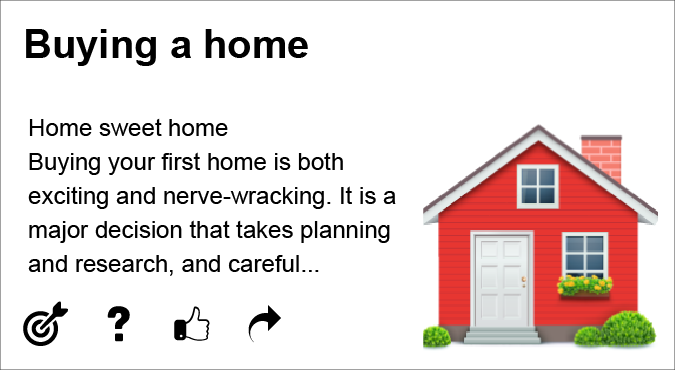 Buying a home
Home sweet home
Buying your first home is both
exciting and nerve-wracking. It is a
major decision that takes planning
and research, and careful...
?